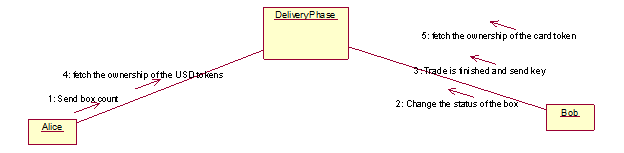 DeliveryPhase
5: fetch the ownership of the card token
4: fetch the ownership of the USD tokens
3: Trade is finished and send key
1: Send box count
2: Change the status of the box
Alice
Bob